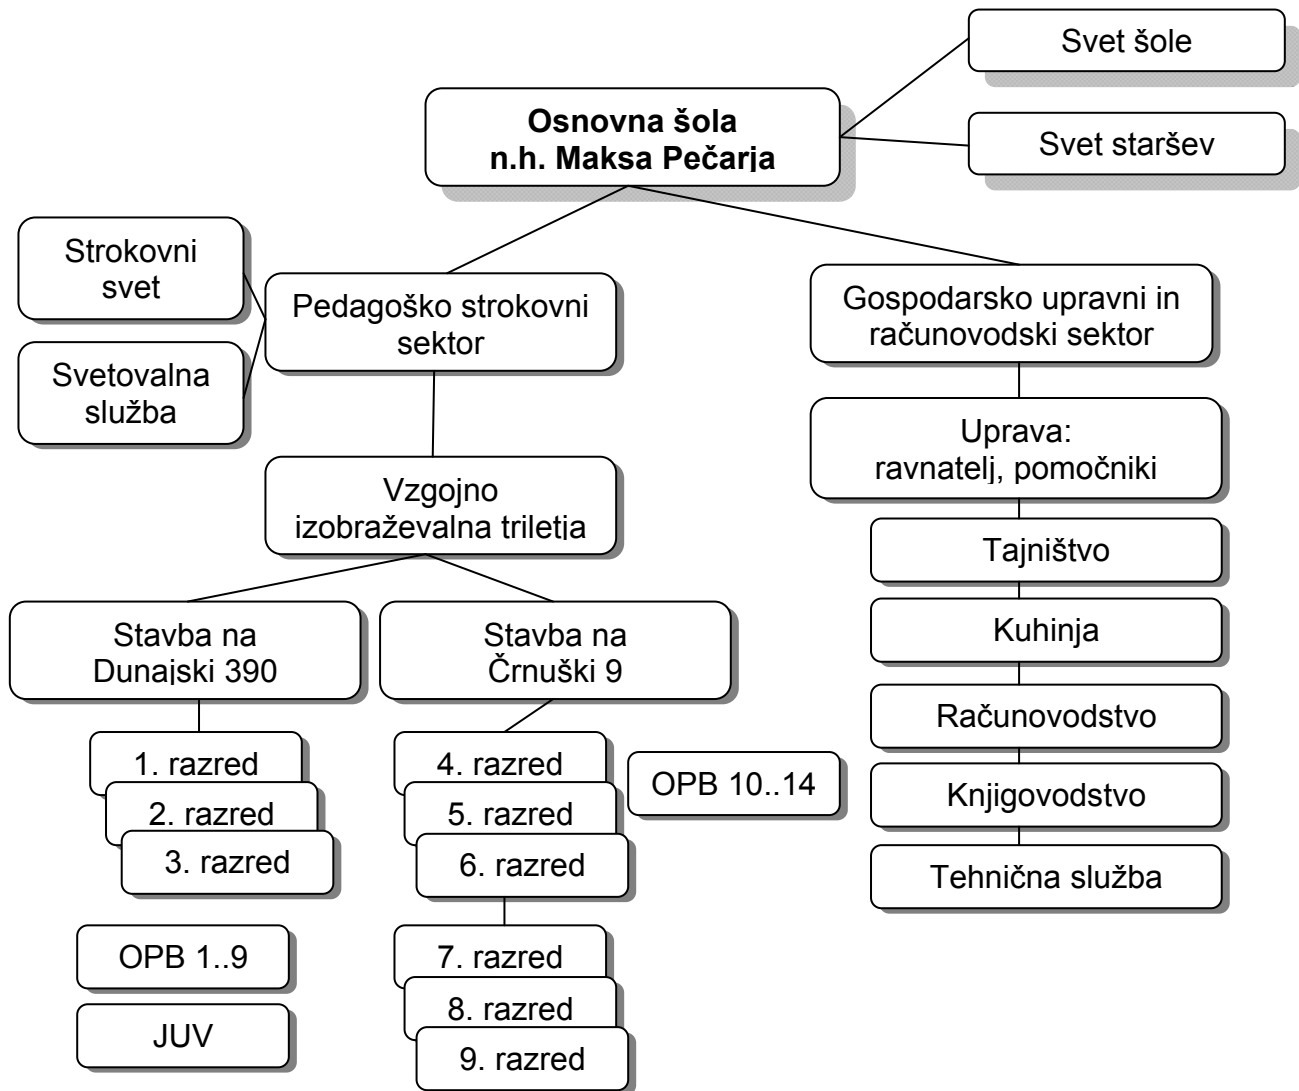 Svet šole
Osnovna šola
n.h. Maksa Pečarja
Svet staršev
Strokovni
svet
Pedagoško strokovni
sektor
Gospodarsko upravni in
računovodski sektor
Svetovalna
služba
Uprava:
ravnatelj, pomočniki
Vzgojno
izobraževalna triletja
Tajništvo
Stavba na
Dunajski 390
Stavba na
Črnuški 9
Kuhinja
Računovodstvo
1. razred
2. razred
3. razred
4. razred
5. razred
6. razred
OPB 10..14
Knjigovodstvo
Tehnična služba
OPB 1..9
JUV
7. razred
8. razred
9. razred